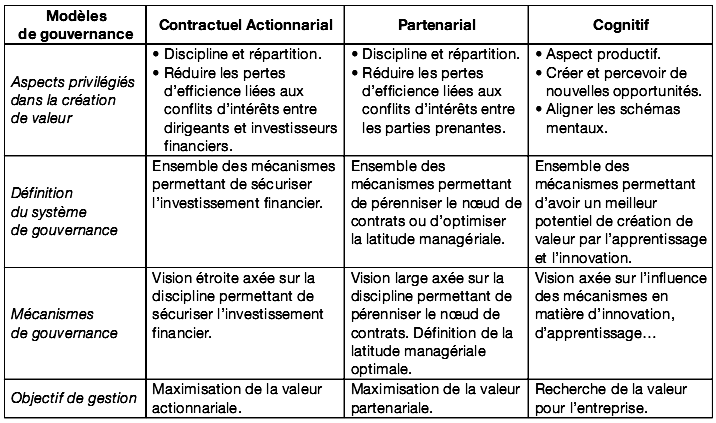 Modèles
de gouvernance
Contractuel Actionnarial
Partenarial
Cognitif
Aspects privilégiés
dans la création
de valeur
• Discipline et répartition.
• Réduire les pertes
d’efficience liées aux
conflits d’intérêts entre
dirigeants et investisseurs
financiers.
• Discipline et répartition.
• Réduire les pertes
d’efficience liées aux
conflits d’intérêts entre
les parties prenantes.
• Aspect productif.
• Créer et percevoir de
nouvelles opportunités.
• Aligner les schémas
mentaux.
Définition
du système
de gouvernance
Ensemble des mécanismes
permettant de sécuriser
l’investissement financier.
Ensemble des
mécanismes permettant
de pérenniser le nœud de
contrats ou d’optimiser
la latitude managériale.
Ensemble des
mécanismes permettant
d’avoir un meilleur
potentiel de création de
valeur par l’apprentissage
et l’innovation.
Mécanismes
de gouvernance
Vision étroite axée sur la
discipline permettant de
sécuriser l’investissement
financier.
Vision large axée sur la
discipline permettant de
pérenniser le nœud de
contrats. Définition de la
latitude managériale
optimale.
Vision axée sur l’influence
des mécanismes en
matière d’innovation,
d’apprentissage…
Objectif de gestion
Maximisation de la valeur
actionnariale.
Maximisation de la valeur
partenariale.
Recherche de la valeur
pour l’entreprise.